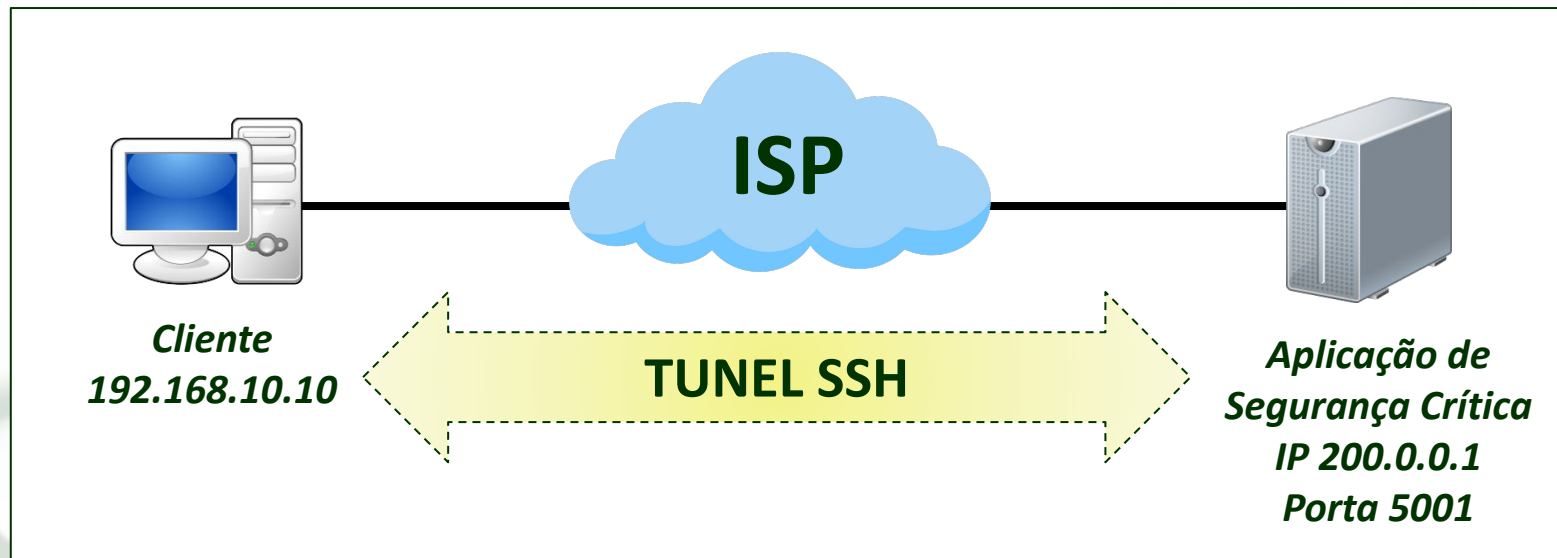 ISP
Cliente
192.168.10.10
TUNEL SSH
Aplicação de
Segurança Crítica
IP 200.0.0.1
Porta 5001